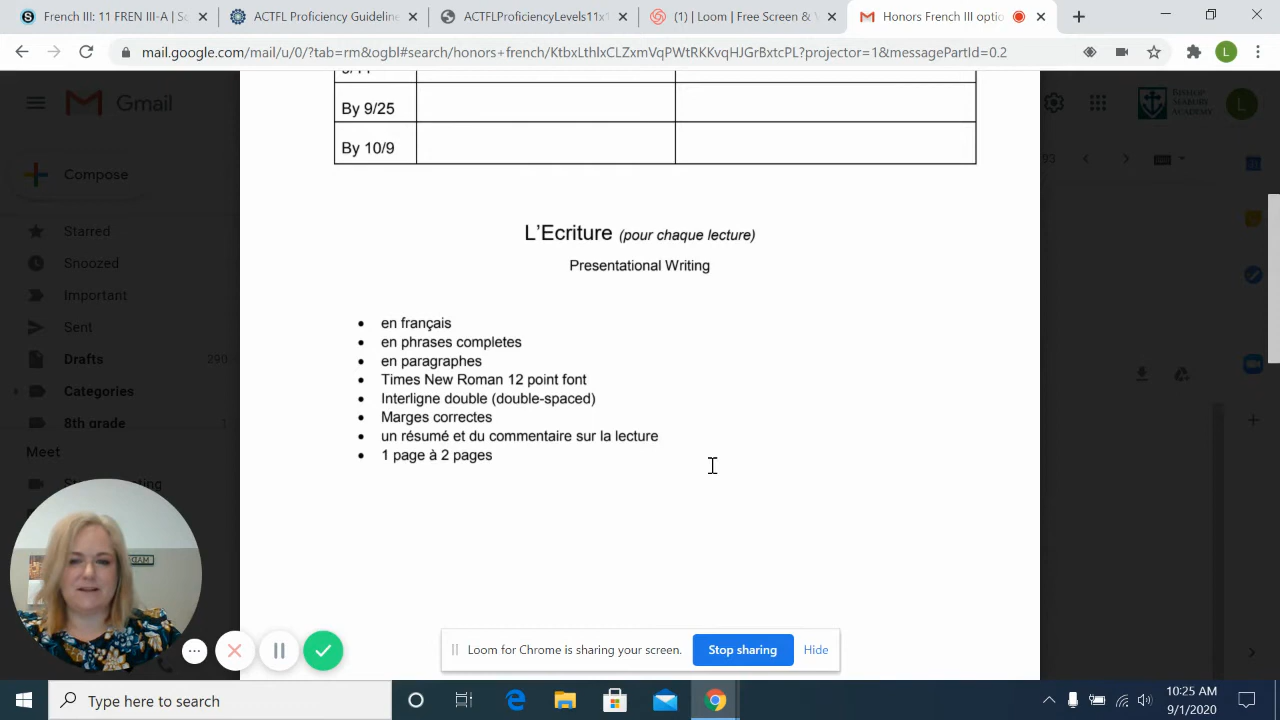 French III: 11 FREN III-A | Sc
ACTFL Proficiency Guideline
ACTFLProficiencyLevels11x1
(1) | Loom | Free Screen & V
Honors French III optio
mail.google.com/mail/u/0/?tab=rm&ogbl#search/honors+french/KtbxLthlxCLZxmVqPWtRKKvqHJGrBxtcPL?projector=1&messagePartId=0.2
L
Gmail
L
Compose
93
By 9/25
By 10/9
Starred
Snoozed
Important
Sent
Drafts 290
Categories
8th grade 1
Meet
L'Ecriture (pour chaque lecture)
Presentational Writing
• en français
• en phrases completes
• en paragraphes
• Times New Roman 12 point font
• Interligne double (double-spaced)
• Marges correctes
• un résumé et du commentaire sur la lecture
• 1 page à 2 pages
Loom for Chrome is sharing your screen.
Stop sharing
Hide
Type here to search
10:25 AM
9/1/2020